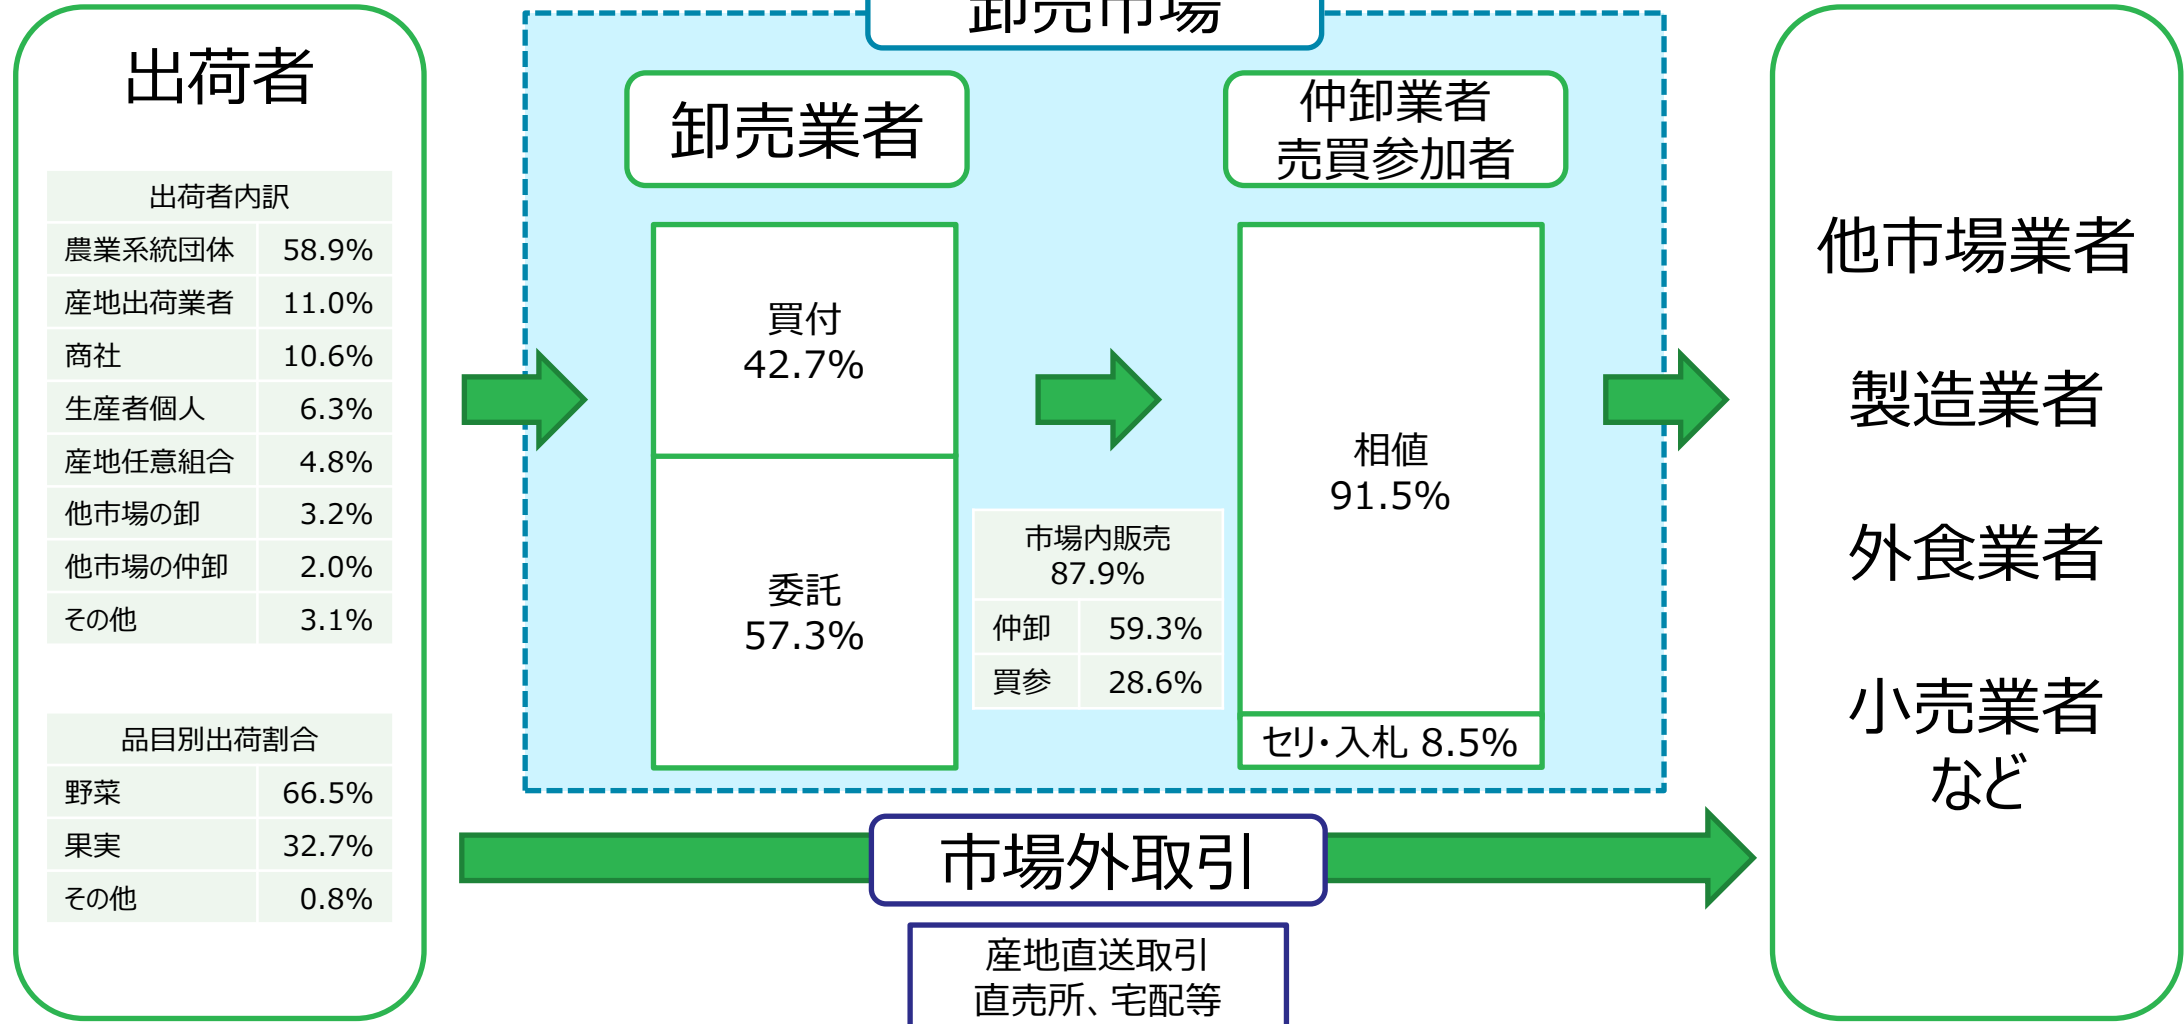 出荷者
出荷者内訳
農業系統団体 58.9%
産地出荷業者 11.0%
商社 10.6%
生産者個人 6.3%
産地任意組合 4.8%
他市場の卸 3.2%
他市場の仲卸 2.0%
その他 3.1%
品目別出荷割合
野菜 66.5%
果実 32.7%
その他 0.8%
卸売市場
卸売業者
買付
42.7%
委託
57.3%
市場内販売
87.9%
仲卸 59.3%
買参 28.6%
仲卸業者
売買参加者
相値
91.5%
セリ・入札 8.5%
市場外取引
産地直送取引
直売所、宅配等
他市場業者
製造業者
外食業者
小売業者
など